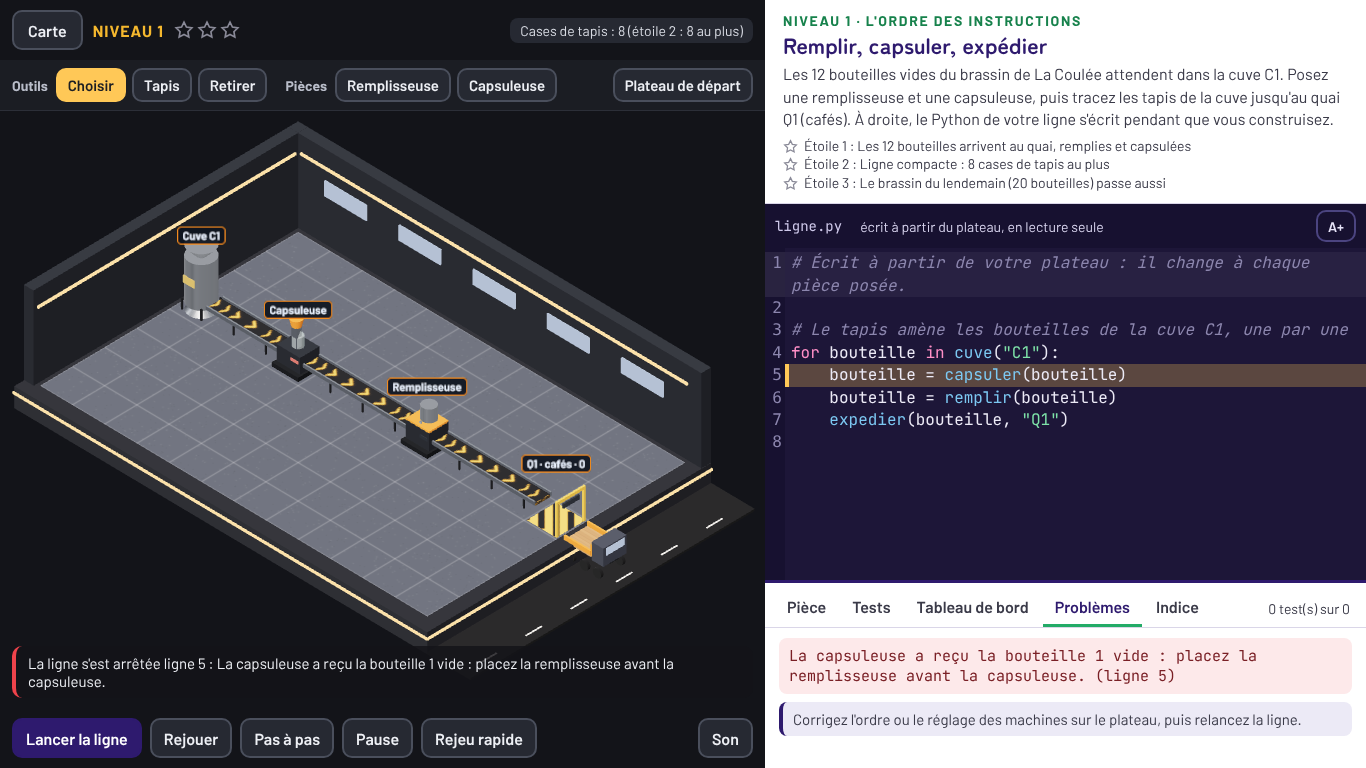 Carte
NIVEAU 1
Cases de tapis : 8 (étoile 2 : 8 au plus)
Outils
Choisir
Tapis
Retirer
Pièces
Remplisseuse
Capsuleuse
Plateau de départ
Cuve C1
Capsuleuse
Remplisseuse
Q1 · cafés · 0
La ligne s'est arrêtée ligne 5 : La capsuleuse a reçu la bouteille 1 vide : placez la remplisseuse avant la
capsuleuse.
Lancer la ligne
Rejouer
Pas à pas
Pause
Rejeu rapide
Son
NIVEAU 1 · L'ORDRE DES INSTRUCTIONS
Remplir, capsuler, expédier
Les 12 bouteilles vides du brassin de La Coulée attendent dans la cuve C1. Posez
une remplisseuse et une capsuleuse, puis tracez les tapis de la cuve jusqu'au quai
Q1 (cafés). À droite, le Python de votre ligne s'écrit pendant que vous construisez.
Étoile 1 : Les 12 bouteilles arrivent au quai, remplies et capsulées
Étoile 2 : Ligne compacte : 8 cases de tapis au plus
Étoile 3 : Le brassin du lendemain (20 bouteilles) passe aussi
ligne.py
écrit à partir du plateau, en lecture seule
A+
1 # Écrit à partir de votre plateau : il change à chaque
pièce posée.
2
3 # Le tapis amène les bouteilles de la cuve C1, une par une
4 for bouteille in cuve("C1"):
5     bouteille = capsuler(bouteille)
6     bouteille = remplir(bouteille)
7     expedier(bouteille, "Q1")
8
Pièce
Tests
Tableau de bord
Problèmes
Indice
0 test(s) sur 0
La capsuleuse a reçu la bouteille 1 vide : placez la
remplisseuse avant la capsuleuse. (ligne 5)
Corrigez l'ordre ou le réglage des machines sur le plateau, puis relancez la ligne.